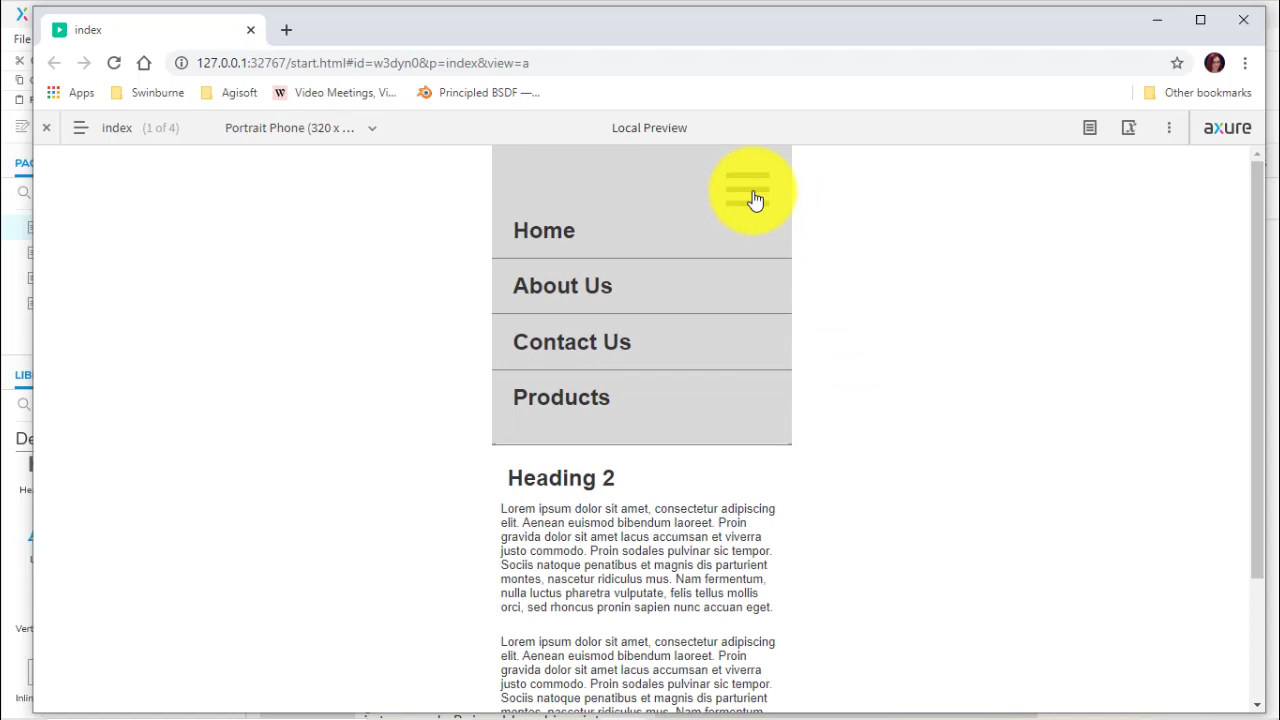 index
File
127.0.0.1:32767/start.html#id=w3dyn0&p=index&view=a
Apps
Swinburne
Agisoft
Video Meetings, Vi...
Principled BSDF —...
Other bookmarks
index (1 of 4)
Portrait Phone (320 x ...
Local Preview
axure
Home
About Us
Contact Us
Products
Heading 2
Lorem ipsum dolor sit amet, consectetur adipiscing
elit. Aenean euismod bibendum laoreet. Proin
gravida dolor sit amet lacus accumsan et viverra
justo commodo. Proin sodales pulvinar sic tempor.
Sociis natoque penatibus et magnis dis parturient
montes, nascetur ridiculus mus. Nam fermentum,
nulla luctus pharetra vulputate, felis tellus mollis
orci, sed rhoncus pronin sapien nunc accuan eget.
Lorem ipsum dolor sit amet, consectetur adipiscing
elit. Aenean euismod bibendum laoreet. Proin
gravida dolor sit amet lacus accumsan et viverra
justo commodo. Proin sodales pulvinar sic tempor.
Sociis natoque penatibus et magnis dis parturient